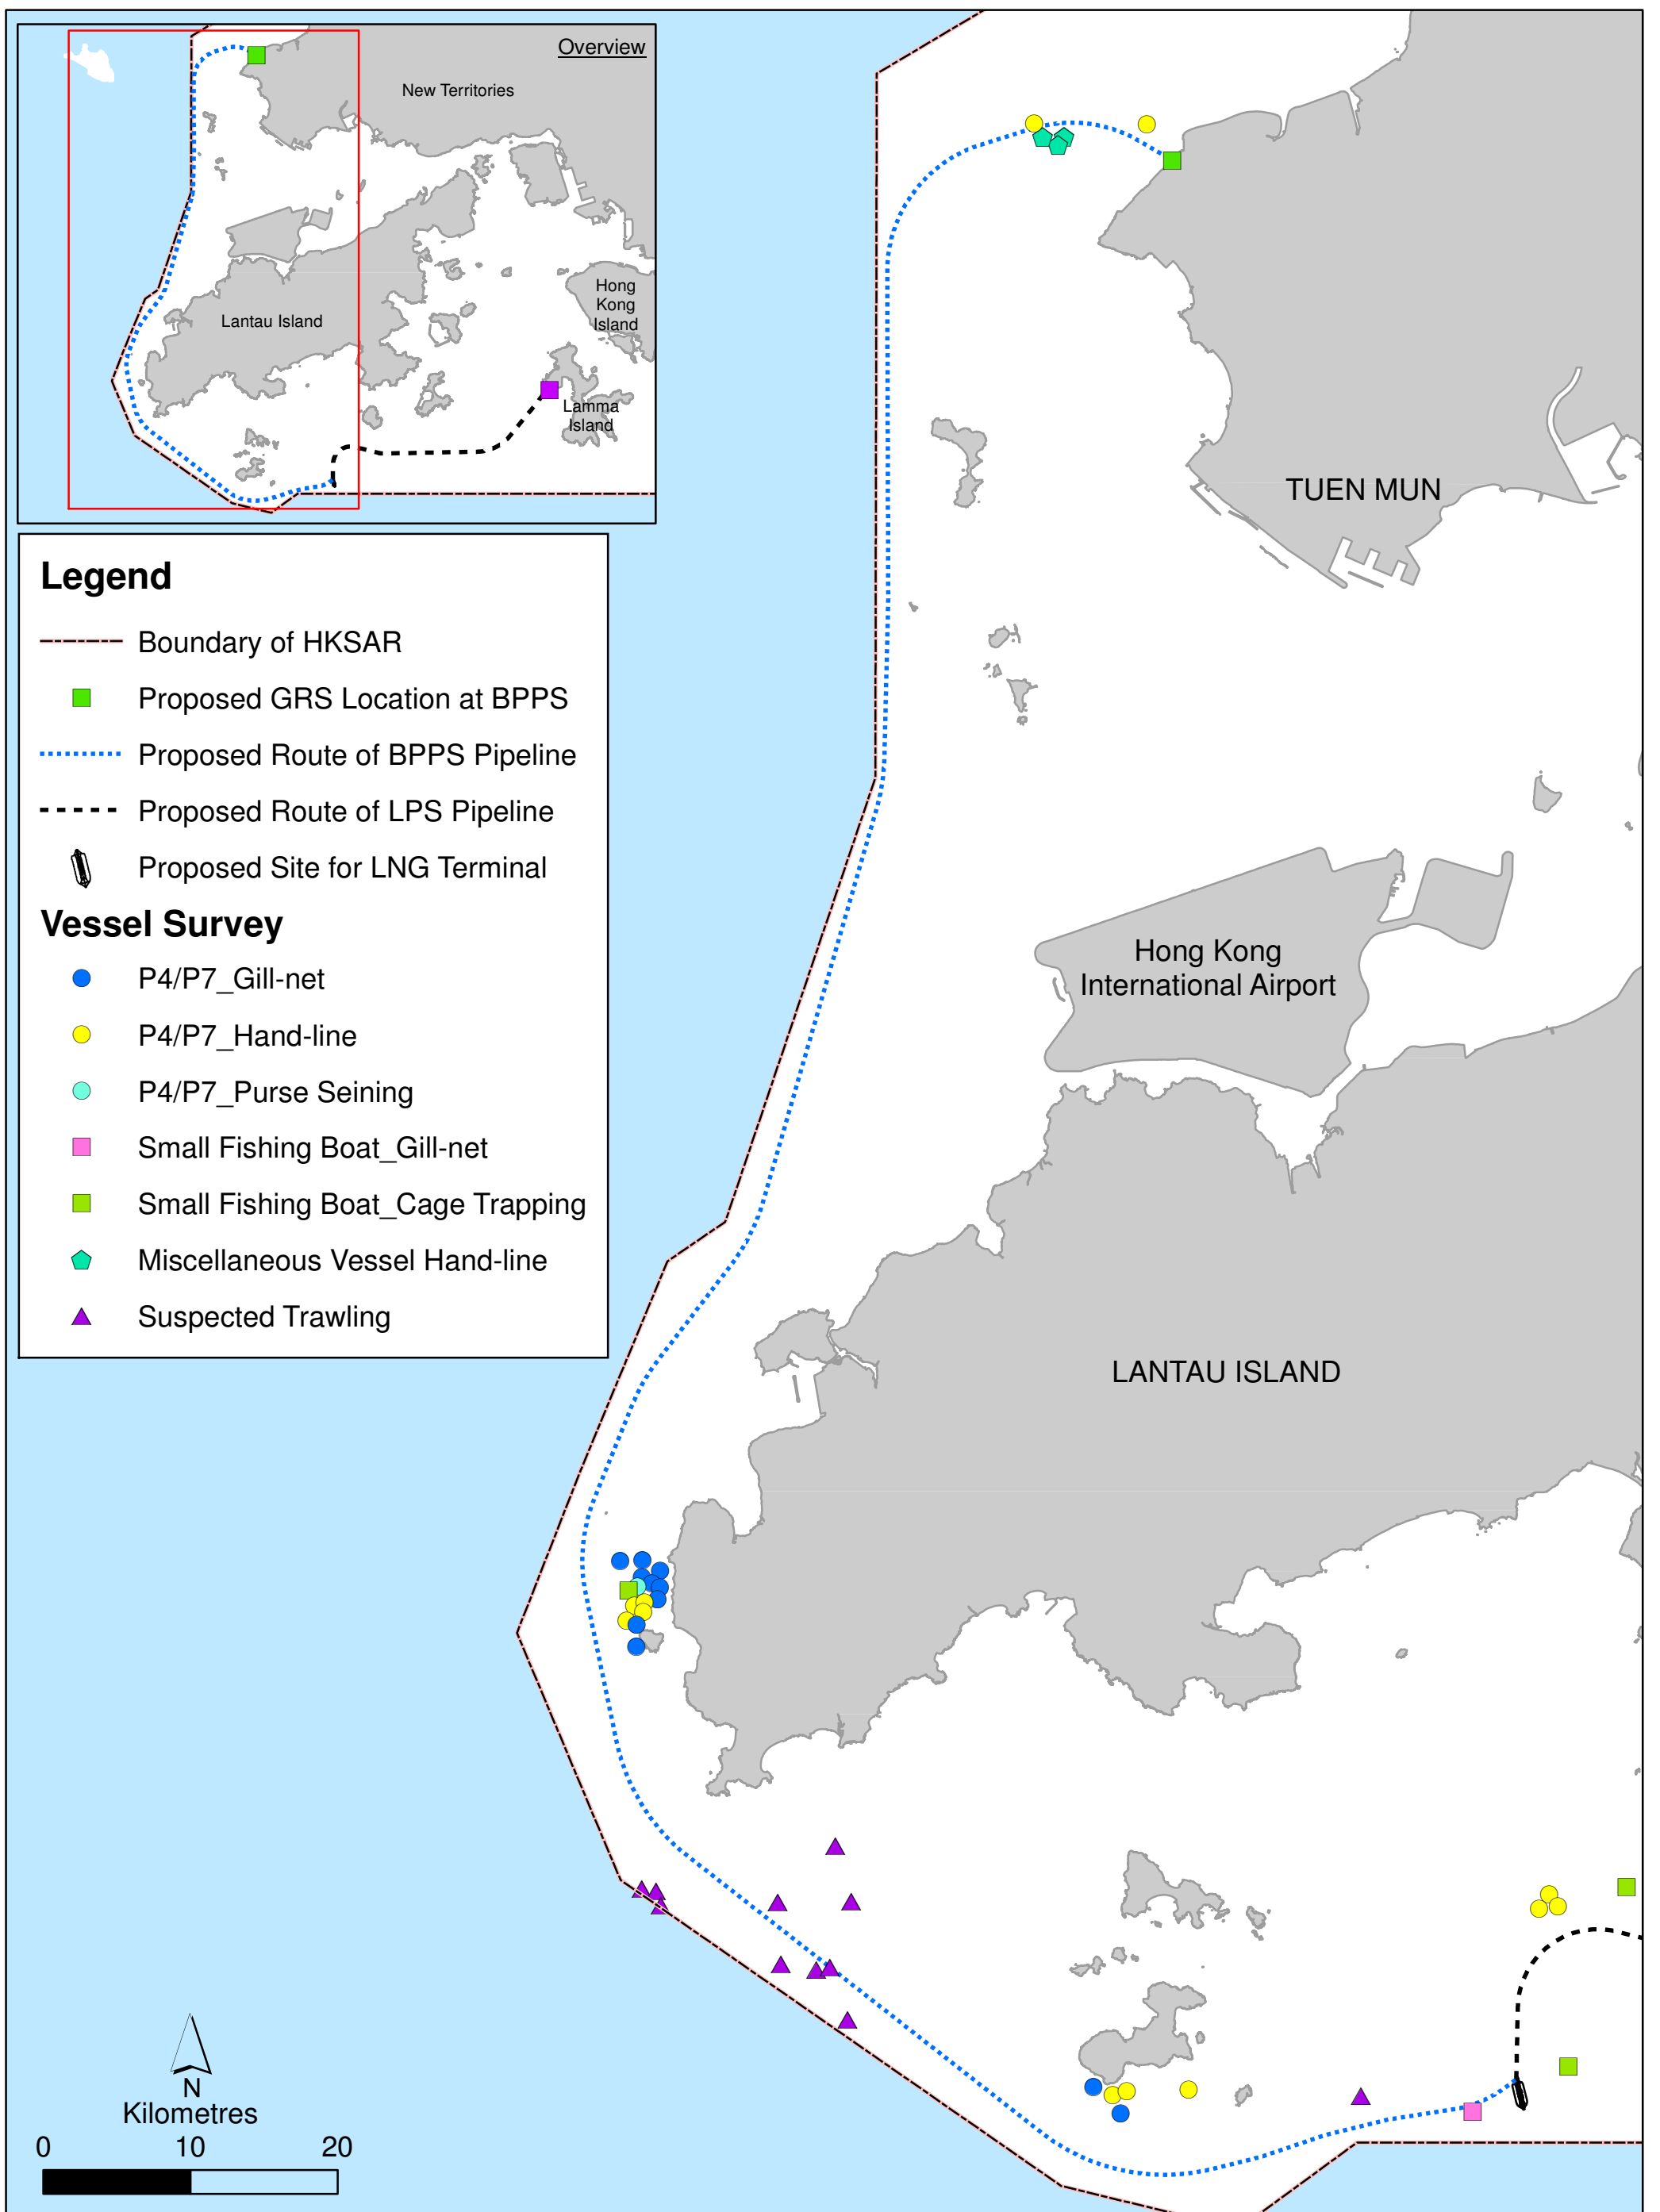 Overview
New Territories
Hong
Kong
Island
Lantau Island
Lamma
Island
Legend
Boundary of HKSAR
Proposed GRS Location at BPPS
Proposed Route of BPPS Pipeline
Proposed Route of LPS Pipeline
Proposed Site for LNG Terminal
Vessel Survey
P4/P7_Gill-net
P4/P7_Hand-line
P4/P7_Purse Seining
Small Fishing Boat_Gill-net
Small Fishing Boat_Cage Trapping
Miscellaneous Vessel Hand-line
Suspected Trawling
TUEN MUN
Hong Kong
International Airport
LANTAU ISLAND
N
Kilometres
0 10 20